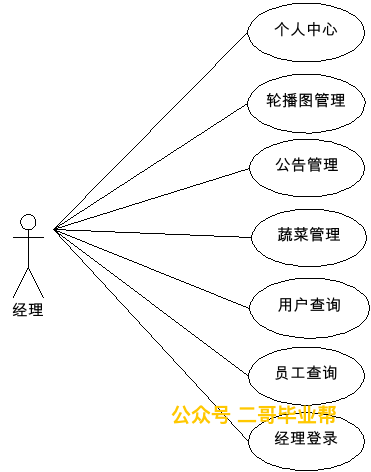 个人中心
轮播图管理
公告管理
蔬菜管理
用户查询
经理
员工查询
公众号 二哥毕业帮
经理登录